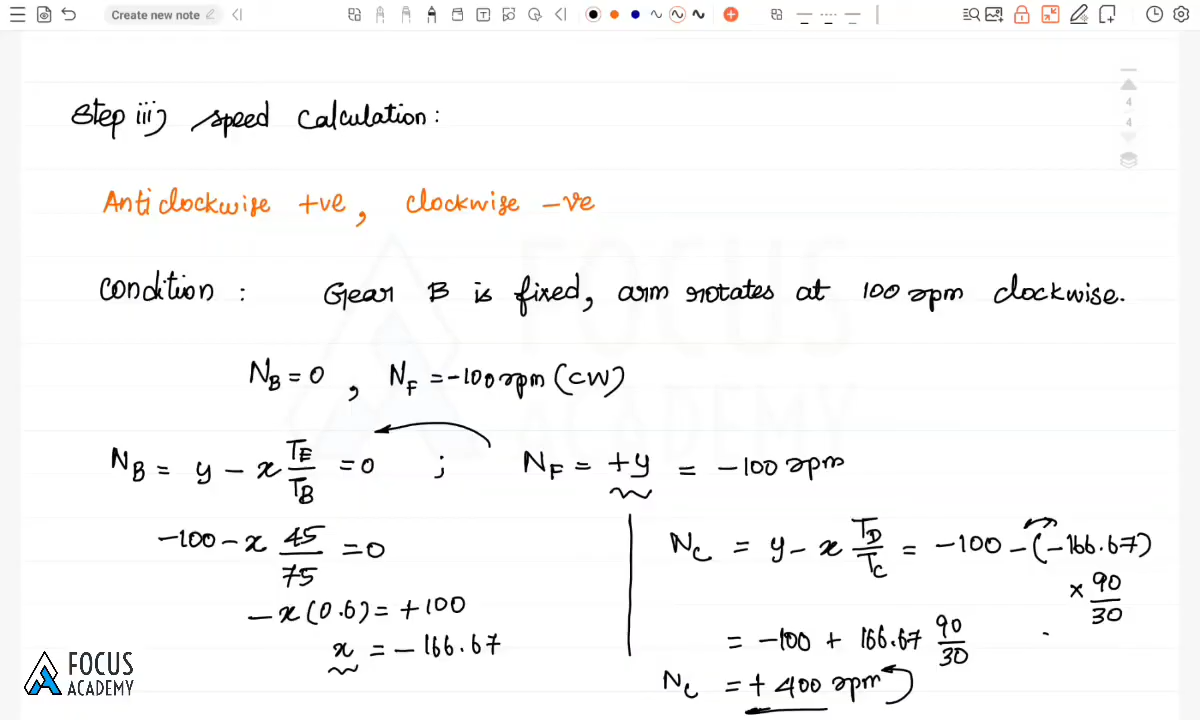 Create new note
Step iii) speed calculation:
4
4
Anticlockwise +ve, clockwise -ve
FOCUS
ACADEMY
condition : Gear B is fixed, arm rotates at 100 rpm clockwise.
N_B = 0 , N_F = -100 rpm (CW)
N_B = y - x T_E/T_B = 0 ; N_F = +y = -100 rpm
-100 - x 45/75 = 0
N_C = y - x T_D/T_C = -100 - (-166.67) × 90/30
-x (0.6) = +100
= -100 + 166.67 90/30
x = -166.67
N_C = +400 rpm
FOCUS
ACADEMY